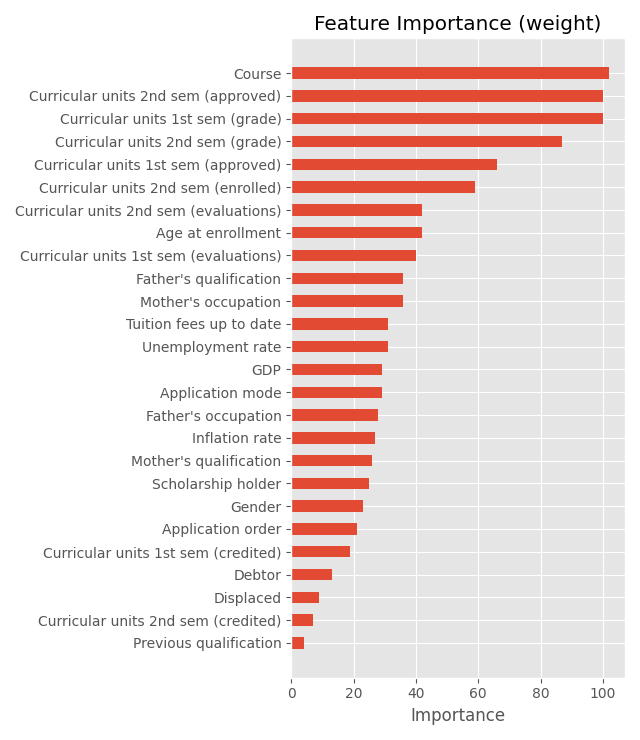 Feature Importance (weight)
Course
Curricular units 2nd sem (approved)
Curricular units 1st sem (grade)
Curricular units 2nd sem (grade)
Curricular units 1st sem (approved)
Curricular units 2nd sem (enrolled)
Curricular units 2nd sem (evaluations)
Age at enrollment
Curricular units 1st sem (evaluations)
Father's qualification
Mother's occupation
Tuition fees up to date
Unemployment rate
GDP
Application mode
Father's occupation
Inflation rate
Mother's qualification
Scholarship holder
Gender
Application order
Curricular units 1st sem (credited)
Debtor
Displaced
Curricular units 2nd sem (credited)
Previous qualification
0 20 40 60 80 100
Importance